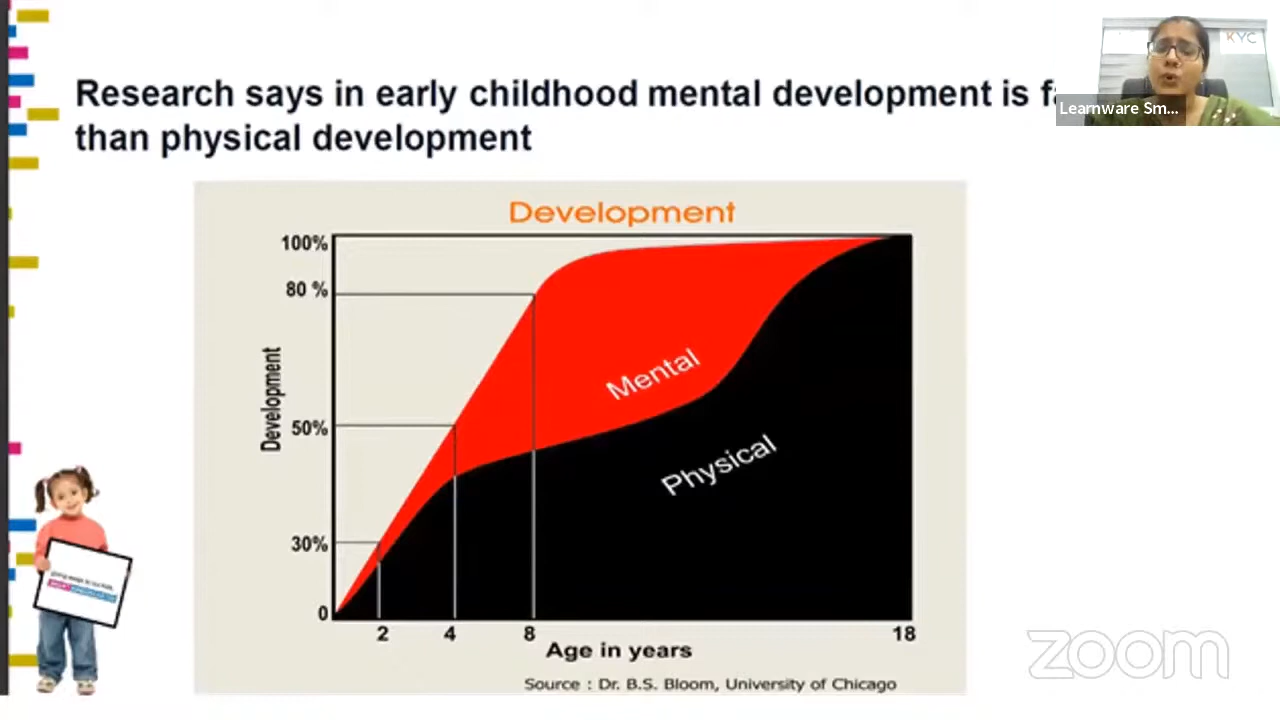 Research says in early childhood mental development is fa
than physical development
KYC
Learnware Sm...
Development
100%
80 %
50%
30%
0
Development
Mental
Physical
2 4 8 18
Age in years
Source : Dr. B.S. Bloom, University of Chicago
zoom